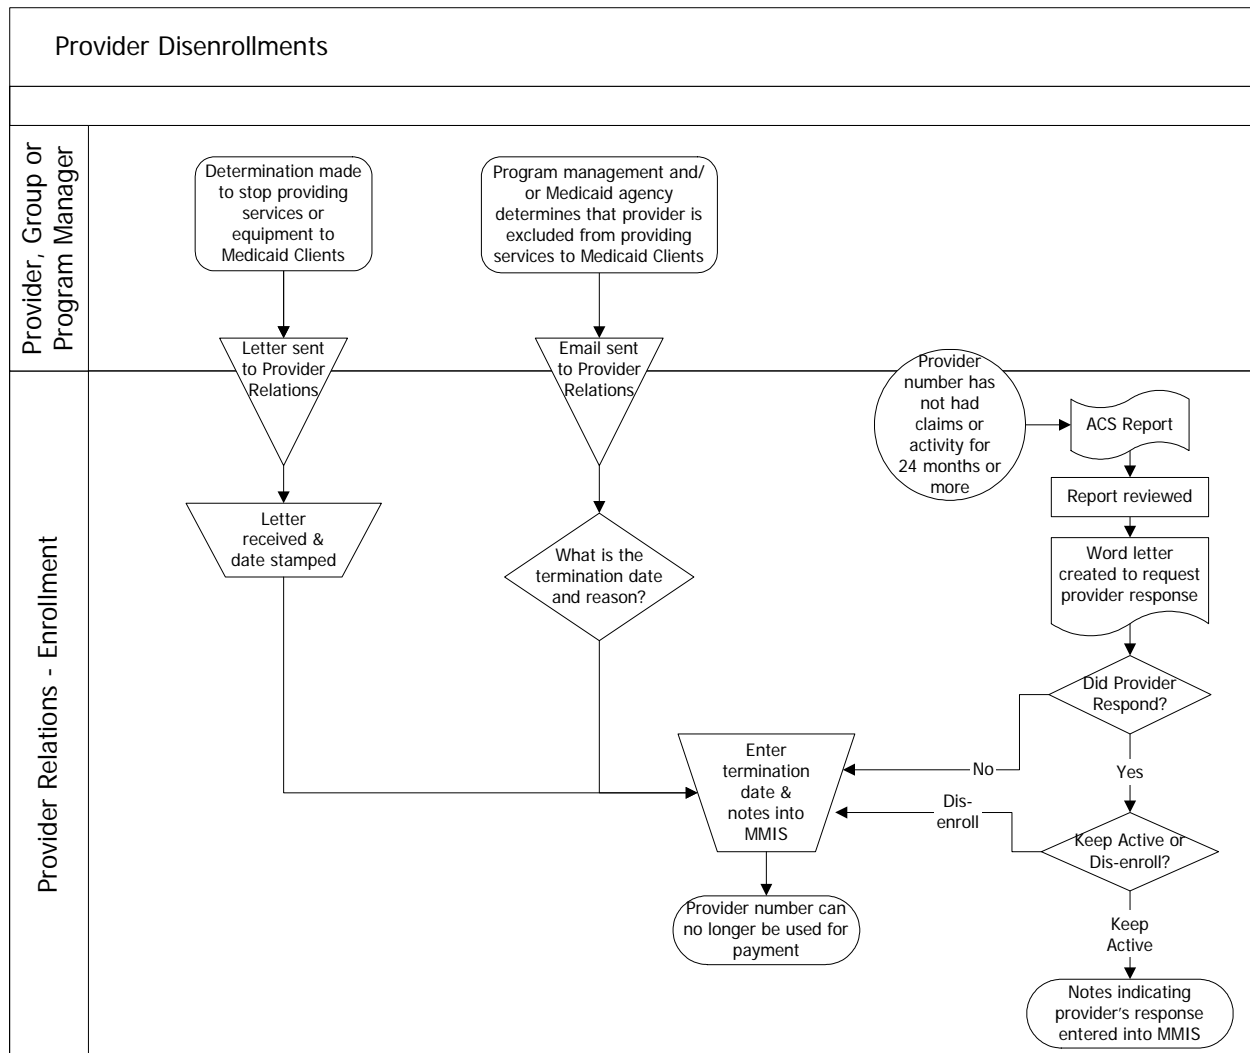 Provider Disenrollments
Provider, Group or
Program Manager
Determination made
to stop providing
services or
equipment to
Medicaid Clients
Program management and/
or Medicaid agency
determines that provider is
excluded from providing
services to Medicaid Clients
Letter sent
to Provider
Relations
Email sent
to Provider
Relations
Provider
number has
not had
claims or
activity for
24 months or
more
ACS Report
Report reviewed
Word letter
created to request
provider response
Provider Relations - Enrollment
Letter
received &
date stamped
What is the
termination date
and reason?
Did Provider
Respond?
No
Yes
Enter
termination
date &
notes into
MMIS
Dis-
enroll
Keep Active or
Dis-enroll?
Provider number can
no longer be used for
payment
Keep
Active
Notes indicating
provider's response
entered into MMIS